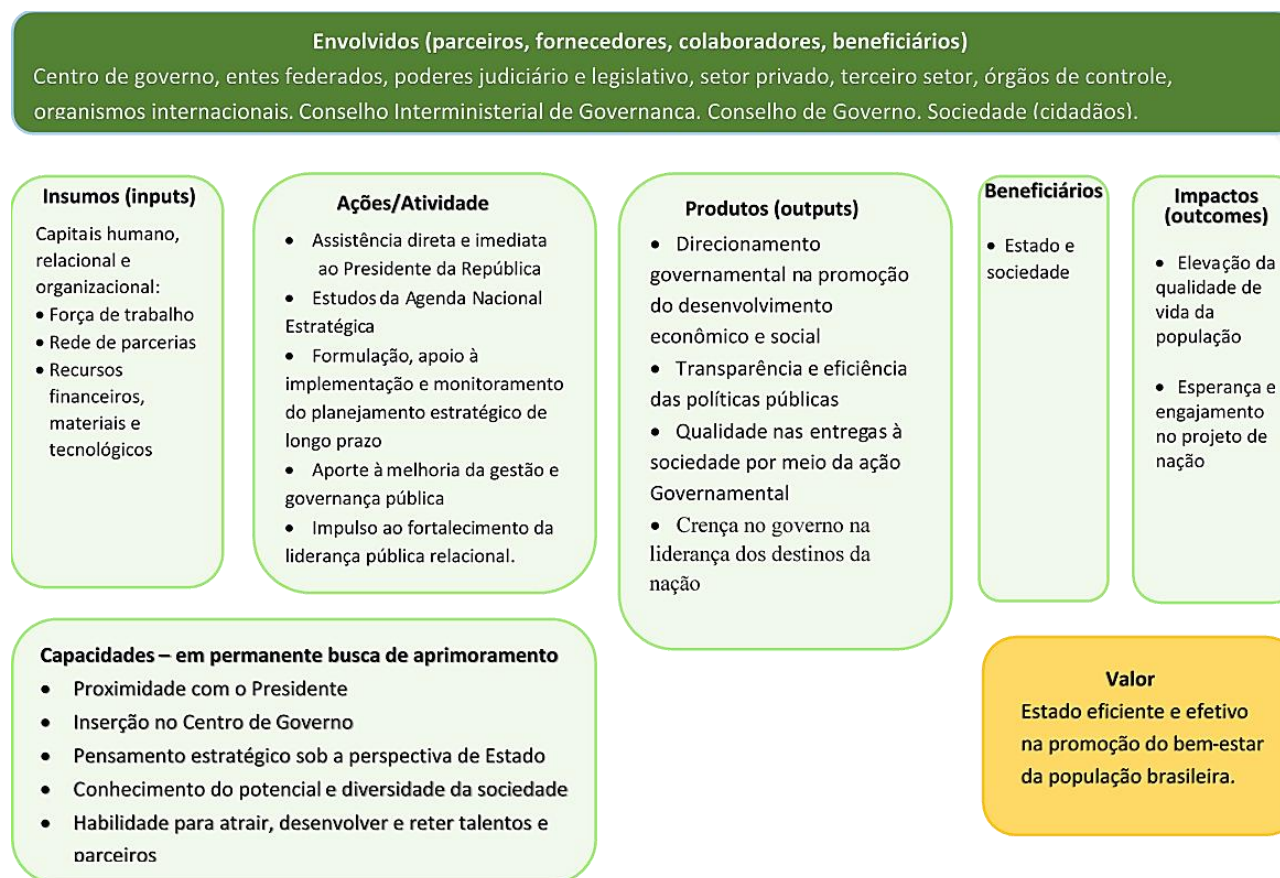 Envolvidos (parceiros, fornecedores, colaboradores, beneficiários)
Centro de governo, entes federados, poderes judiciário e legislativo, setor privado, terceiro setor, órgãos de controle,
organismos internacionais. Conselho Interministerial de Governança. Conselho de Governo. Sociedade (cidadãos).
Insumos (inputs)
Capitais humano,
relacional e
organizacional:
• Força de trabalho
• Rede de parcerias
• Recursos
financeiros,
materiais e
tecnológicos
Ações/Atividade
• Assistência direta e imediata
ao Presidente da República
• Estudos da Agenda Nacional
Estratégica
• Formulação, apoio à
implementação e monitoramento
do planejamento estratégico de
longo prazo
• Aporte à melhoria da gestão e
governança pública
• Impulso ao fortalecimento da
liderança pública relacional.
Produtos (outputs)
• Direcionamento
governamental na promoção
do desenvolvimento
econômico e social
• Transparência e eficiência
das políticas públicas
• Qualidade nas entregas à
sociedade por meio da ação
Governamental
• Crença no governo na
liderança dos destinos da
nação
Beneficiários
• Estado e
sociedade
Impactos
(outcomes)
• Elevação da
qualidade de
vida da
população
• Esperança e
engajamento
no projeto de
nação
Capacidades – em permanente busca de aprimoramento
• Proximidade com o Presidente
• Inserção no Centro de Governo
• Pensamento estratégico sob a perspectiva de Estado
• Conhecimento do potencial e diversidade da sociedade
• Habilidade para atrair, desenvolver e reter talentos e
parceiros
Valor
Estado eficiente e efetivo
na promoção do bem-estar
da população brasileira.